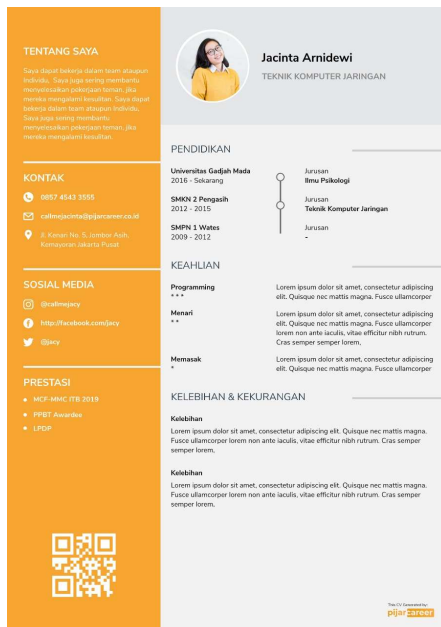 TENTANG SAYA
Saya dapat bekerja dalam team ataupun
Individu, Saya juga sering membantu
menyelesaikan pekerjaan teman, jika
mereka mengalami kesulitan. Saya dapat
bekerja dalam team ataupun Individu,
Saya juga sering membantu
menyelesaikan pekerjaan teman, jika
mereka mengalami kesulitan.
KONTAK
0857 4543 3555
callmejacinta@pijarcareer.co.id
Jl. Kenari No. 5, Jambor Asih,
Kemayoran Jakarta Pusat
SOSIAL MEDIA
@callmejacy
http://facebook.com/jacy
@jacy
PRESTASI
MCF-MMC ITB 2019
PPBT Awardee
LPDP
Jacinta Arnidewi
TEKNIK KOMPUTER JARINGAN
PENDIDIKAN
Universitas Gadjah Mada
2016 - Sekarang
Jurusan
Ilmu Psikologi
SMKN 2 Pengasih
2012 - 2015
Jurusan
Teknik Komputer Jaringan
SMPN 1 Wates
2009 - 2012
Jurusan
-
KEAHLIAN
Programming
* * *
Lorem ipsum dolor sit amet, consectetur adipiscing
elit. Quisque nec mattis magna. Fusce ullamcorper
Menari
* *
Lorem ipsum dolor sit amet, consectetur adipiscing
elit. Quisque nec mattis magna. Fusce ullamcorper
lorem non ante iaculis, vitae efficitur nibh rutrum.
Cras semper semper lorem,
Memasak
*
Lorem ipsum dolor sit amet, consectetur adipiscing
elit. Quisque nec mattis magna. Fusce ullamcorper
KELEBIHAN & KEKURANGAN
Kelebihan
Lorem ipsum dolor sit amet, consectetur adipiscing elit. Quisque nec mattis magna.
Fusce ullamcorper lorem non ante iaculis, vitae efficitur nibh rutrum. Cras semper
semper lorem,
Kelebihan
Lorem ipsum dolor sit amet, consectetur adipiscing elit. Quisque nec mattis magna.
Fusce ullamcorper lorem non ante iaculis, vitae efficitur nibh rutrum. Cras semper
semper lorem,
This CV Generated by:
pijarcareer